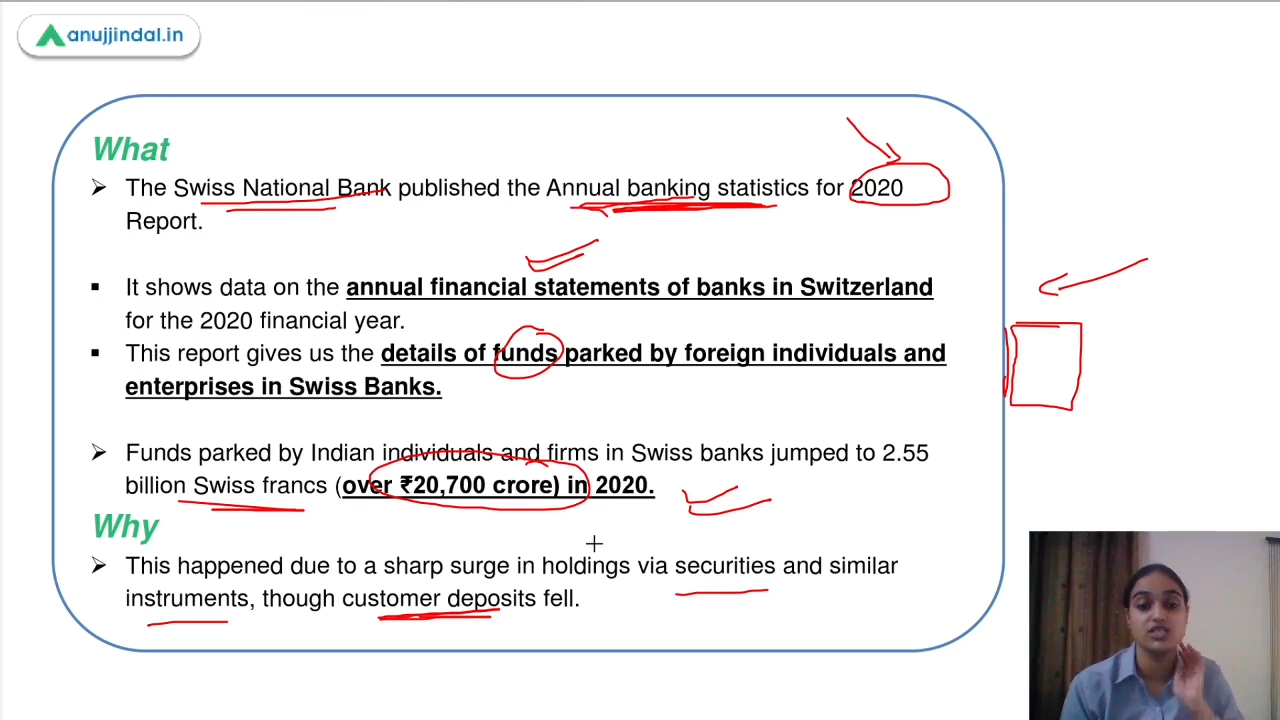 anujjindal.in
What
➢ The Swiss National Bank published the Annual banking statistics for 2020
Report.
▪ It shows data on the annual financial statements of banks in Switzerland
for the 2020 financial year.
▪ This report gives us the details of funds parked by foreign individuals and
enterprises in Swiss Banks.
➢ Funds parked by Indian individuals and firms in Swiss banks jumped to 2.55
billion Swiss francs (over ₹20,700 crore) in 2020.
Why
➢ This happened due to a sharp surge in holdings via securities and similar
instruments, though customer deposits fell.